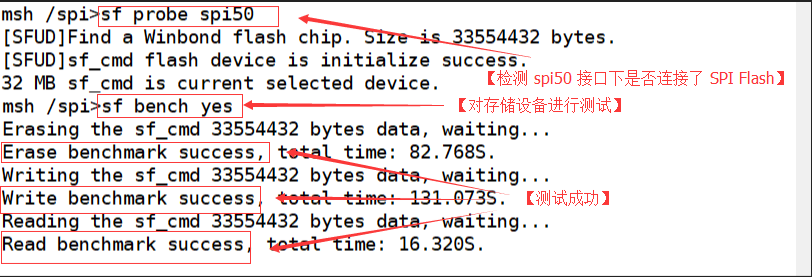 msh /spi>sf probe spi50
[SFUD]Find a Winbond flash chip. Size is 33554432 bytes.
[SFUD]sf_cmd flash device is initialize success.
32 MB sf_cmd is current selected device.
【检测 spi50 接口下是否连接了 SPI Flash】
msh /spi>sf bench yes
【对存储设备进行测试】
Erasing the sf_cmd 33554432 bytes data, waiting...
Erase benchmark success, total time: 82.768S.
Writing the sf_cmd 33554432 bytes data, waiting...
Write benchmark success, total time: 131.073S.
【测试成功】
Reading the sf_cmd 33554432 bytes data, waiting...
Read benchmark success, total time: 16.320S.